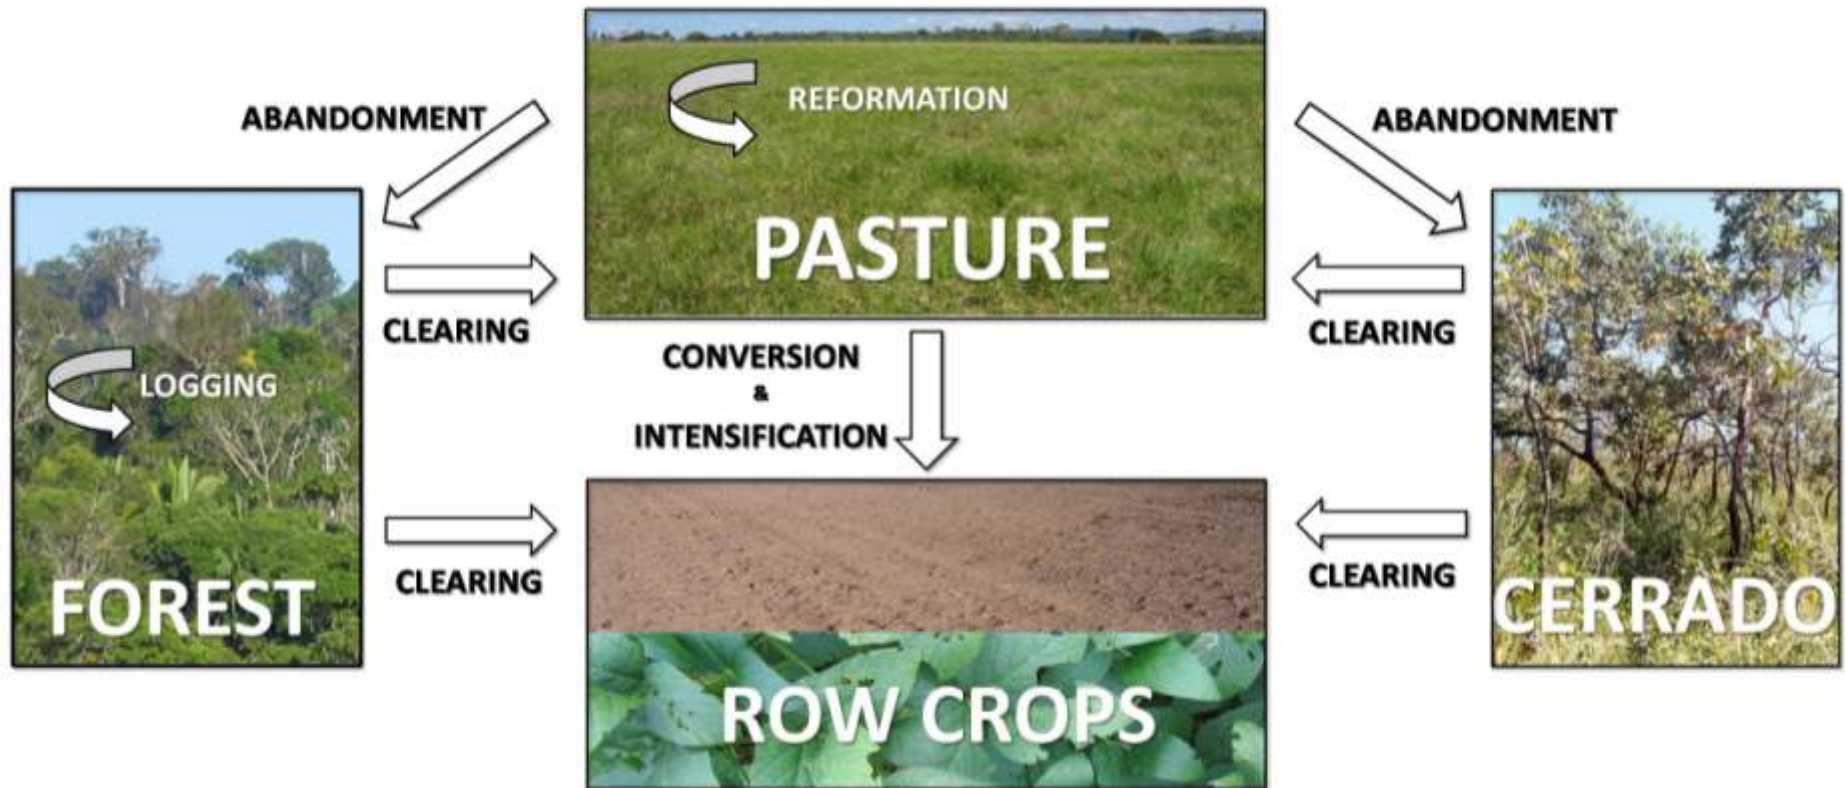 REFORMATION
ABANDONMENT
ABANDONMENT
PASTURE
CLEARING
CLEARING
CONVERSION
&
INTENSIFICATION
LOGGING
CLEARING
CLEARING
FOREST
CERRADO
ROW CROPS